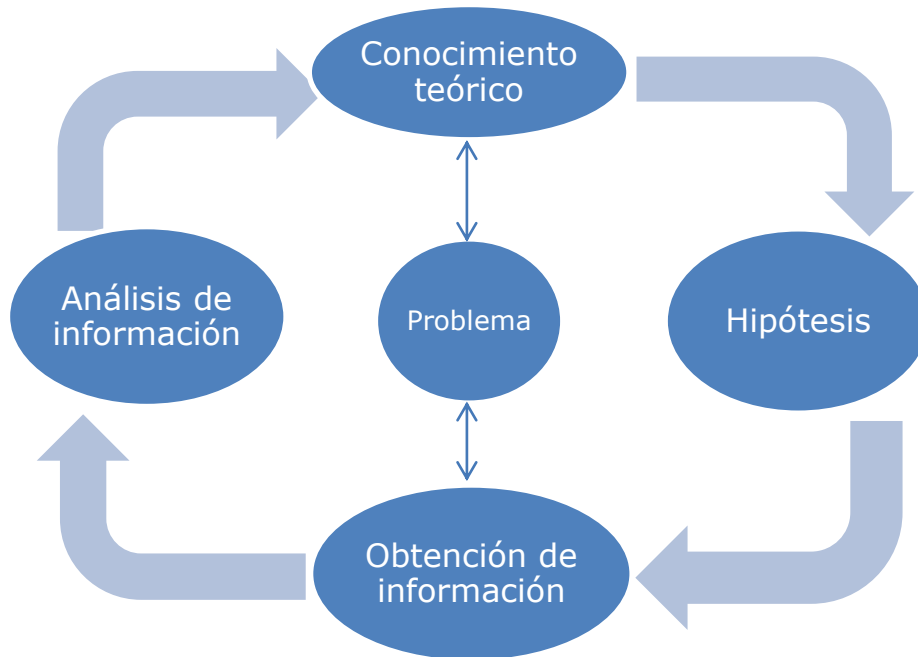 Conocimiento
teórico
Análisis de
información
Problema
Hipótesis
Obtención de
información